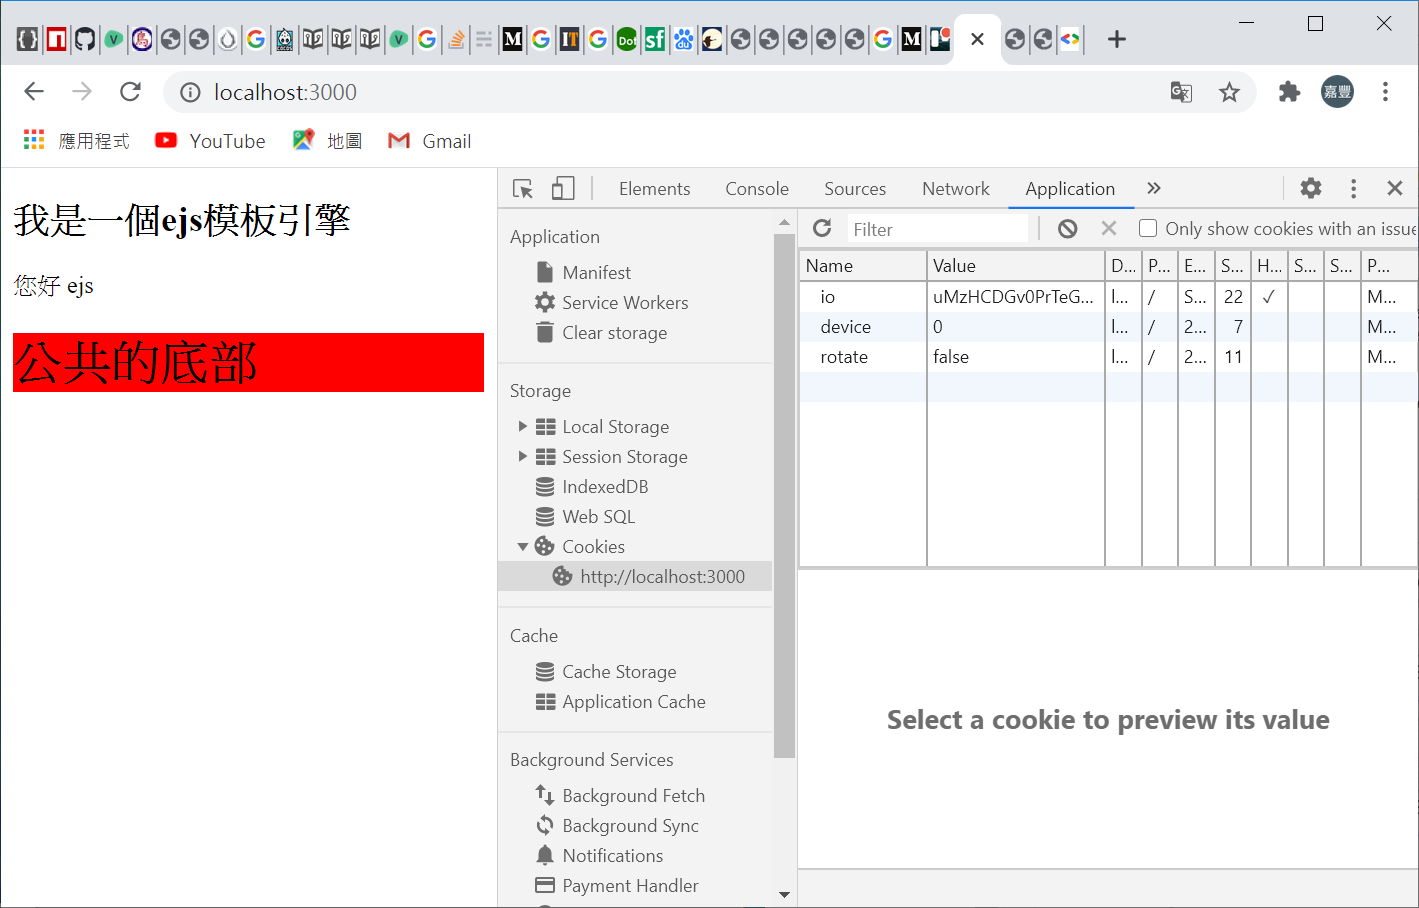 localhost:3000
嘉豐
應用程式 YouTube 地圖 Gmail
我是一個ejs模板引擎
您好 ejs
公共的底部
Elements Console Sources Network Application »
Application
Manifest
Service Workers
Clear storage
Storage
Local Storage
Session Storage
IndexedDB
Web SQL
Cookies
http://localhost:3000
Cache
Cache Storage
Application Cache
Background Services
Background Fetch
Background Sync
Notifications
Payment Handler
Filter Only show cookies with an issue
Name Value D... P... E... S... H... S... S... P...
io uMzHCDGv0PrTeG... l... / S... 22 ✓ M...
device 0 l... / 2... 7 M...
rotate false l... / 2... 11 M...
Select a cookie to preview its value